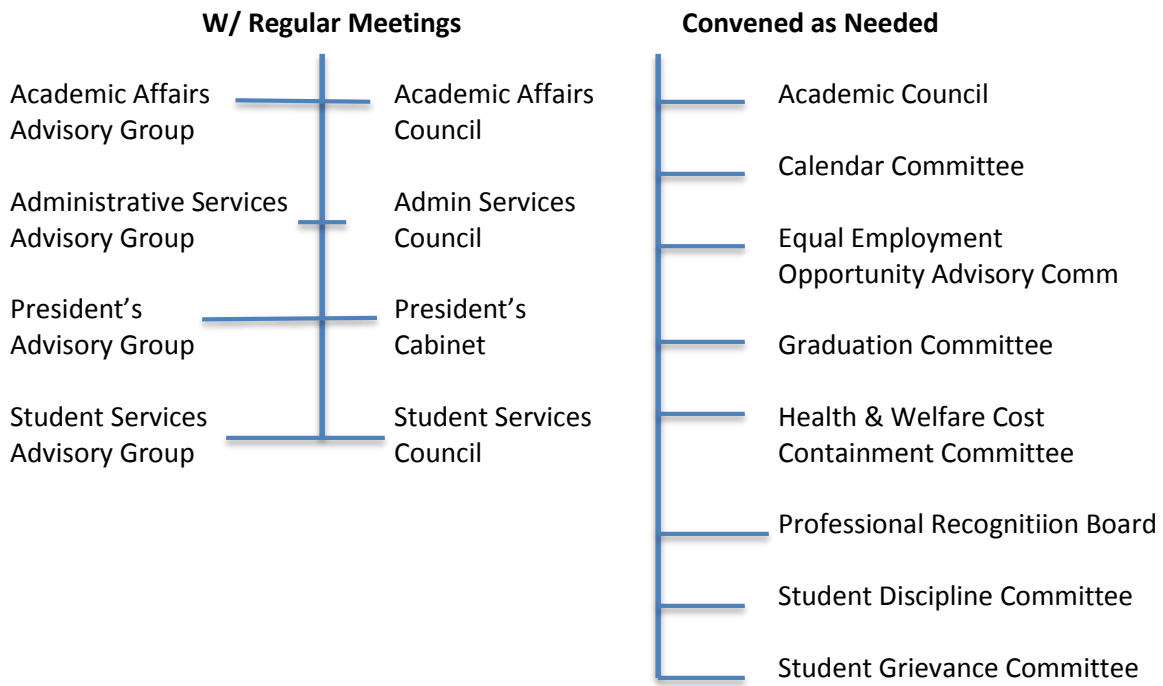 W/ Regular Meetings
Academic Affairs
Advisory Group
Academic Affairs
Council
Administrative Services
Advisory Group
Admin Services
Council
President’s
Advisory Group
President’s
Cabinet
Student Services
Advisory Group
Student Services
Council
Convened as Needed
Academic Council
Calendar Committee
Equal Employment
Opportunity Advisory Comm
Graduation Committee
Health & Welfare Cost
Containment Committee
Professional Recognitiion Board
Student Discipline Committee
Student Grievance Committee